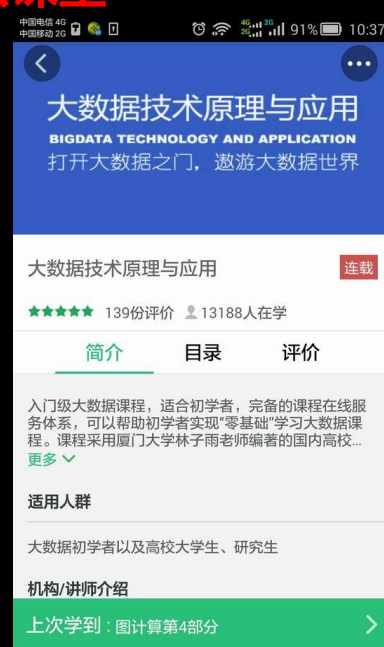 中国电信 4G
中国移动 2G
4G
2G
2G
91%
10:37
大数据技术原理与应用
BIGDATA TECHNOLOGY AND APPLICATION
打开大数据之门，遨游大数据世界
大数据技术原理与应用
连载
139份评价 13188人在学
简介 目录 评价
入门级大数据课程，适合初学者，完备的课程在线服
务体系，可以帮助初学者实现“零基础”学习大数据课
程。课程采用厦门大学林子雨老师编著的国内高校...
更多
适用人群
大数据初学者以及高校大学生、研究生
机构/讲师介绍
上次学到：图计算第4部分